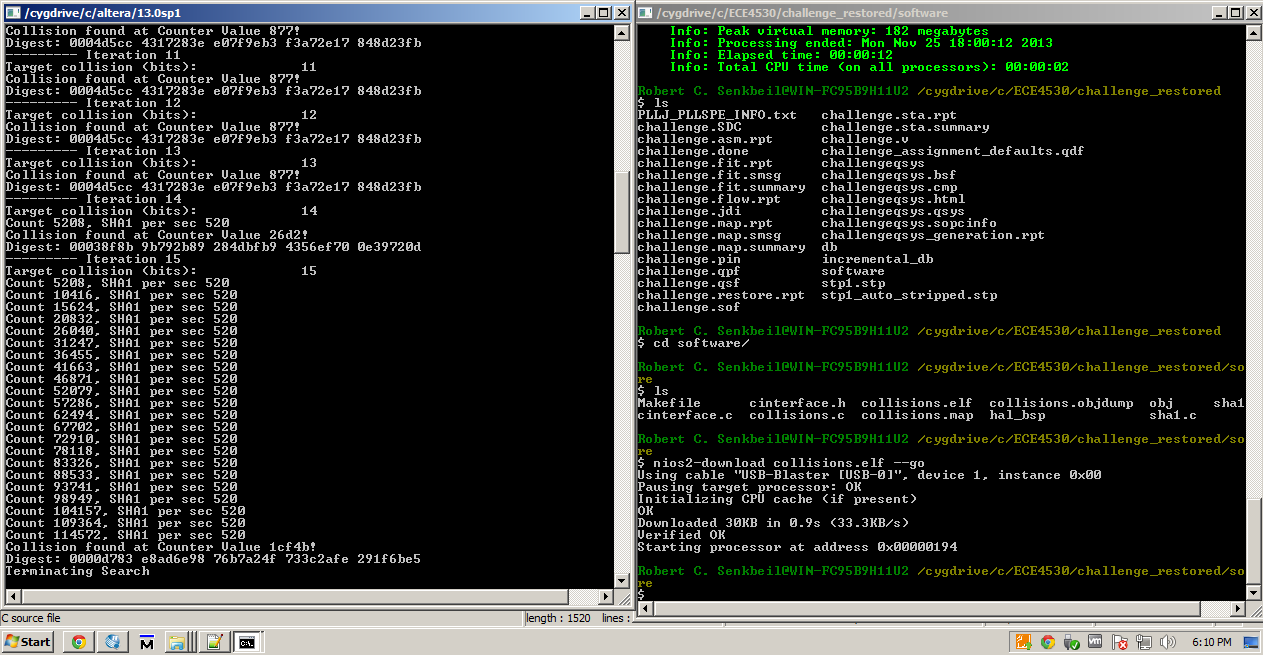 /cygdrive/c/altera/13.0sp1
Collision found at Counter Value 877!
Digest: 0004d5cc 4317283e e07f9eb3 f3a72e17 848d23fb
--------- Iteration 11
Target collision (bits): 11
Collision found at Counter Value 877!
Digest: 0004d5cc 4317283e e07f9eb3 f3a72e17 848d23fb
--------- Iteration 12
Target collision (bits): 12
Collision found at Counter Value 877!
Digest: 0004d5cc 4317283e e07f9eb3 f3a72e17 848d23fb
--------- Iteration 13
Target collision (bits): 13
Collision found at Counter Value 877!
Digest: 0004d5cc 4317283e e07f9eb3 f3a72e17 848d23fb
--------- Iteration 14
Target collision (bits): 14
Count 5208, SHA1 per sec 520
Collision found at Counter Value 26d2!
Digest: 00038f8b 9b792b89 284dbfb9 4356ef70 0e39720d
--------- Iteration 15
Target collision (bits): 15
Count 5208, SHA1 per sec 520
Count 10416, SHA1 per sec 520
Count 15624, SHA1 per sec 520
Count 20832, SHA1 per sec 520
Count 26040, SHA1 per sec 520
Count 31247, SHA1 per sec 520
Count 36455, SHA1 per sec 520
Count 41663, SHA1 per sec 520
Count 46871, SHA1 per sec 520
Count 52079, SHA1 per sec 520
Count 57286, SHA1 per sec 520
Count 62494, SHA1 per sec 520
Count 67702, SHA1 per sec 520
Count 72910, SHA1 per sec 520
Count 78118, SHA1 per sec 520
Count 83326, SHA1 per sec 520
Count 88533, SHA1 per sec 520
Count 93741, SHA1 per sec 520
Count 98949, SHA1 per sec 520
Count 104157, SHA1 per sec 520
Count 109364, SHA1 per sec 520
Count 114572, SHA1 per sec 520
Collision found at Counter Value 1cf4b!
Digest: 0000d783 e8ad6e98 76b7a24f 733c2afe 291f6be5
Terminating Search
/cygdrive/c/ECE4530/challenge_restored/software
Info: Peak virtual memory: 182 megabytes
Info: Processing ended: Mon Nov 25 18:00:12 2013
Info: Elapsed time: 00:00:12
Info: Total CPU time (on all processors): 00:00:02
Robert C. Senkbeil@WIN-FC95B9H11U2 /cygdrive/c/ECE4530/challenge_restored
$ ls
PLLJ_PLLSPE_INFO.txt challenge.sta.rpt
challenge.SDC challenge.sta.summary
challenge.asm.rpt challenge.v
challenge.done challenge_assignment_defaults.qdf
challenge.fit.rpt challengeqsys
challenge.fit.smsg challengeqsys.bsf
challenge.fit.summary challengeqsys.cmp
challenge.flow.rpt challengeqsys.html
challenge.jdi challengeqsys.qsys
challenge.map.rpt challengeqsys.sopcinfo
challenge.map.smsg challengeqsys_generation.rpt
challenge.map.summary db
challenge.pin incremental_db
challenge.qpf software
challenge.qsf stp1.stp
challenge.restore.rpt stp1_auto_stripped.stp
challenge.sof
Robert C. Senkbeil@WIN-FC95B9H11U2 /cygdrive/c/ECE4530/challenge_restored
$ cd software/
Robert C. Senkbeil@WIN-FC95B9H11U2 /cygdrive/c/ECE4530/challenge_restored/so
re
$ ls
Makefile cinterface.h collisions.elf collisions.objdump obj sha1
cinterface.c collisions.c collisions.map hal_bsp sha1.c
Robert C. Senkbeil@WIN-FC95B9H11U2 /cygdrive/c/ECE4530/challenge_restored/so
re
$ nios2-download collisions.elf --go
Using cable "USB-Blaster [USB-0]", device 1, instance 0x00
Pausing target processor: OK
Initializing CPU cache (if present)
OK
Downloaded 30KB in 0.9s (33.3KB/s)
Verified OK
Starting processor at address 0x00000194
Robert C. Senkbeil@WIN-FC95B9H11U2 /cygdrive/c/ECE4530/challenge_restored/so
re
$
C source file length : 1520 lines :
Start
6:10 PM